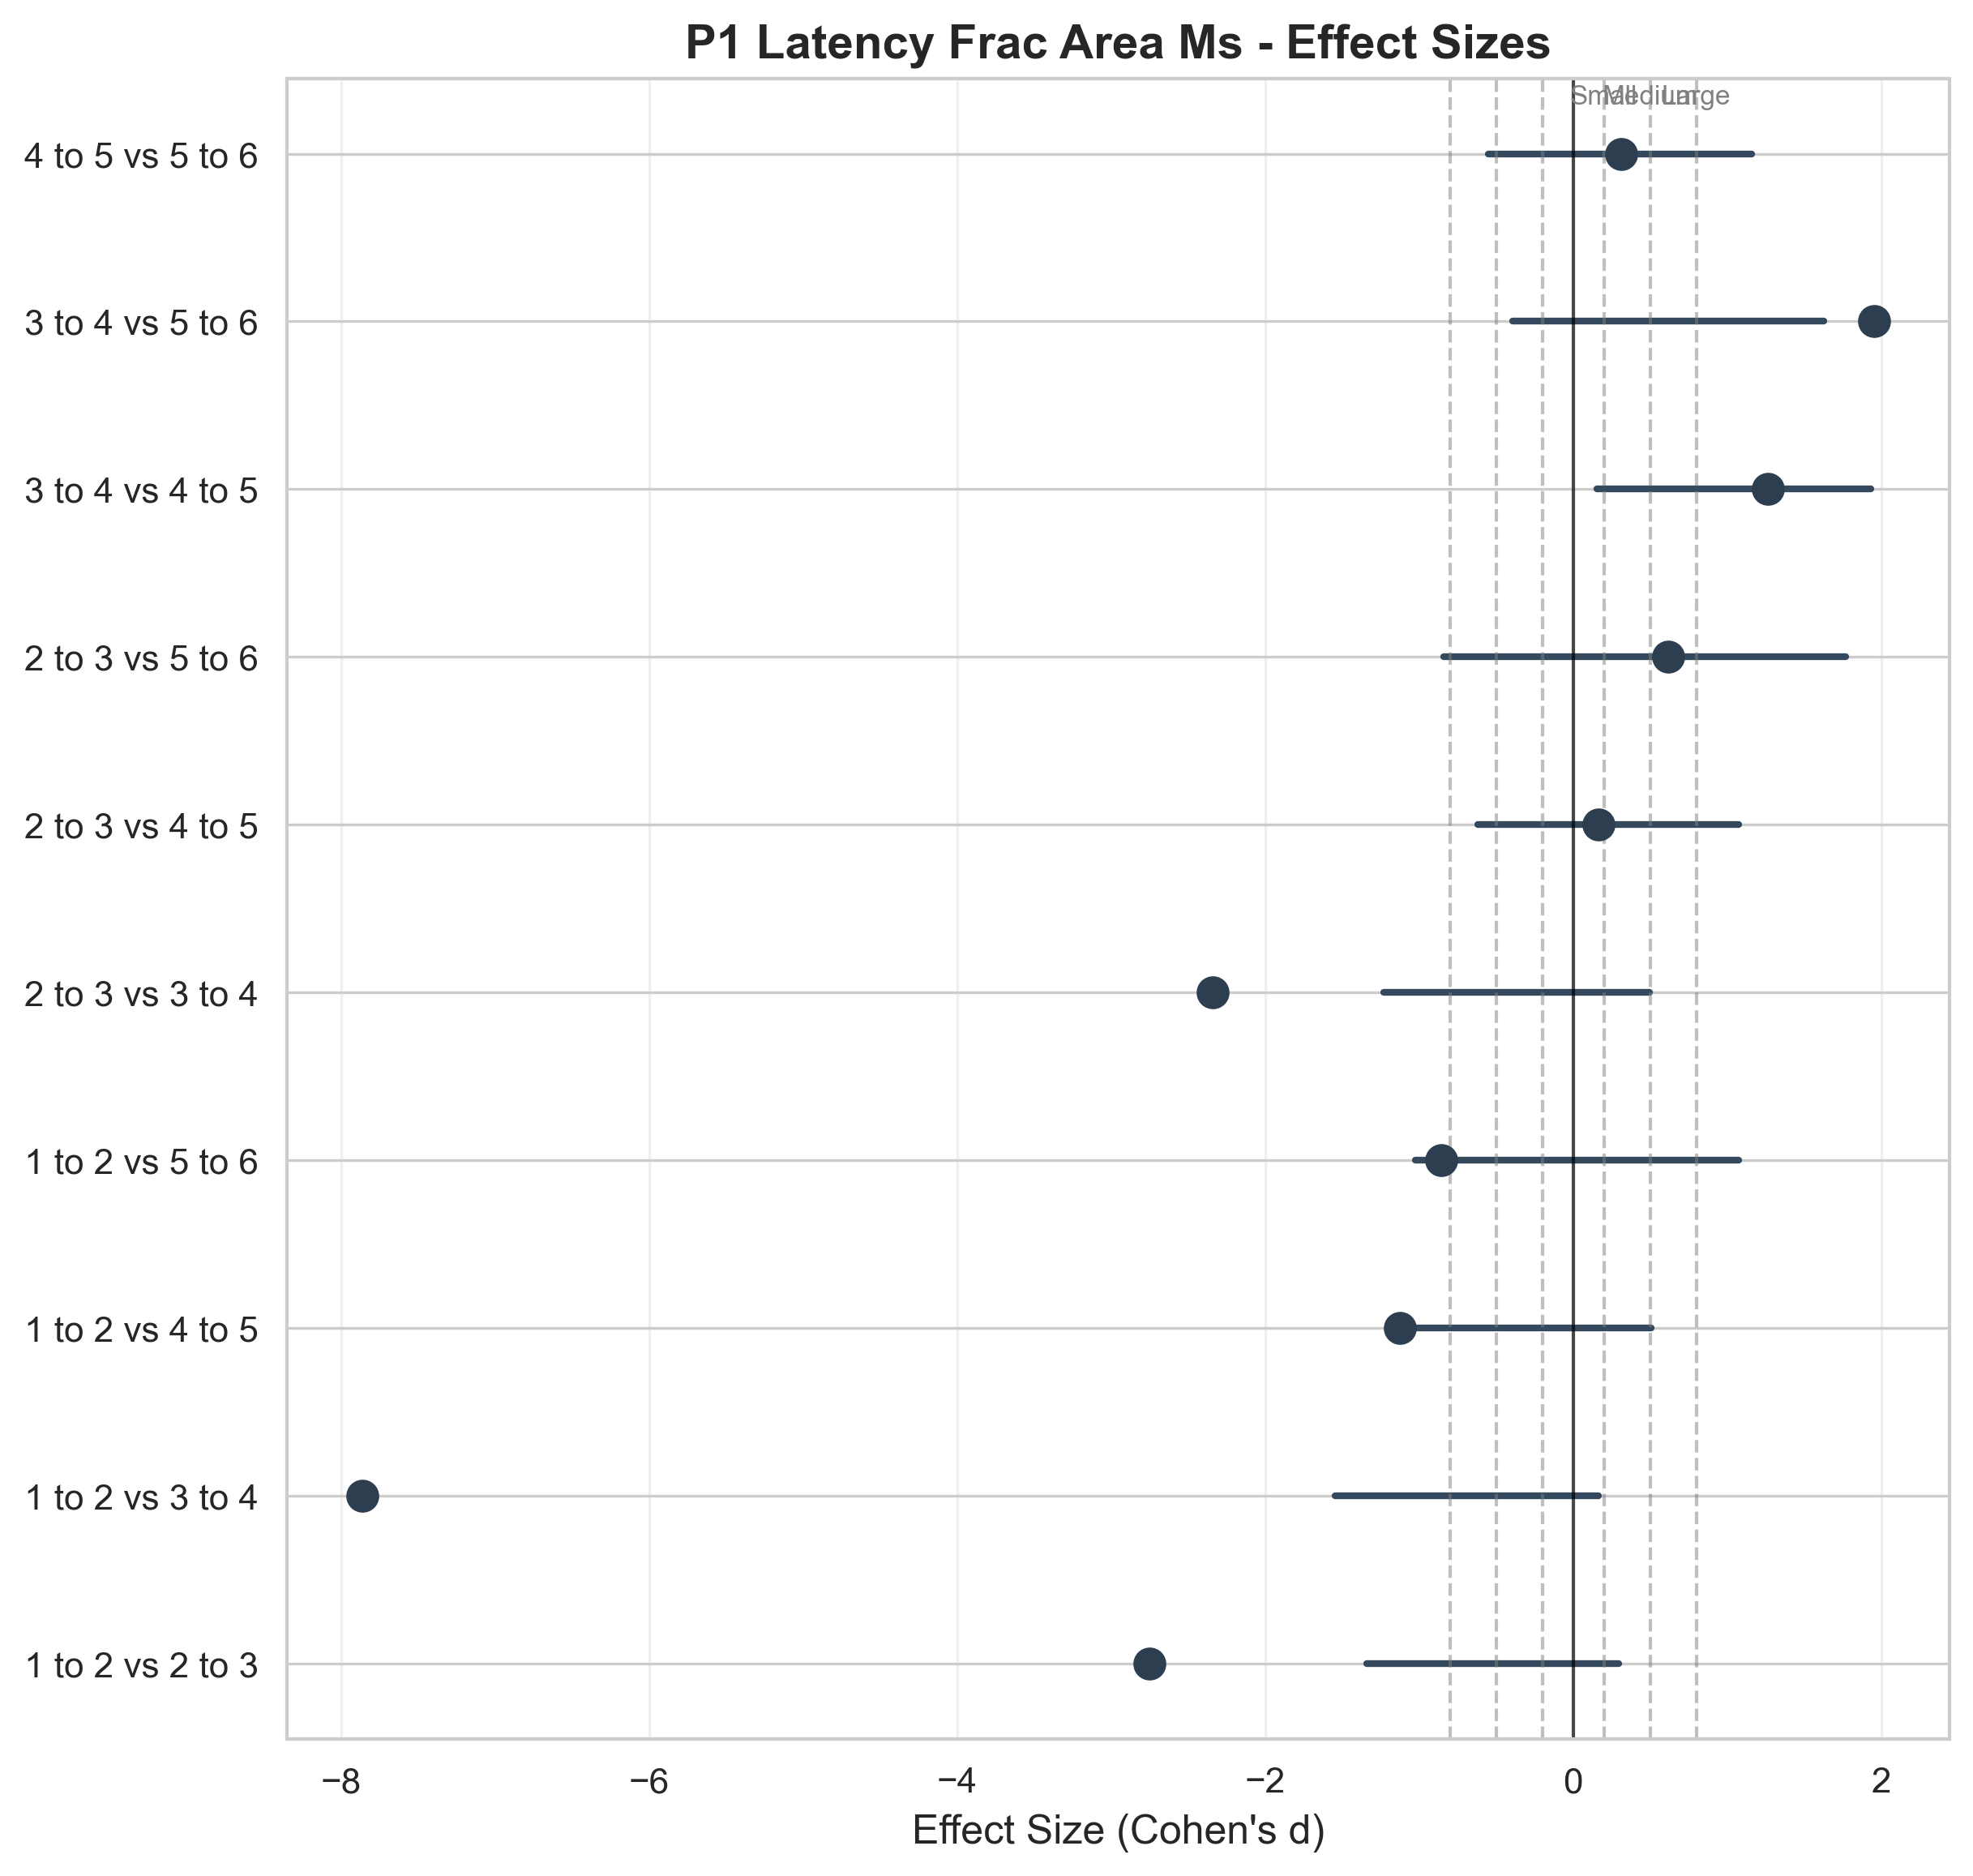 P1 Latency Frac Area Ms - Effect Sizes
Small Medium Large
4 to 5 vs 5 to 6
3 to 4 vs 5 to 6
3 to 4 vs 4 to 5
2 to 3 vs 5 to 6
2 to 3 vs 4 to 5
2 to 3 vs 3 to 4
1 to 2 vs 5 to 6
1 to 2 vs 4 to 5
1 to 2 vs 3 to 4
1 to 2 vs 2 to 3
−8 −6 −4 −2 0 2
Effect Size (Cohen's d)